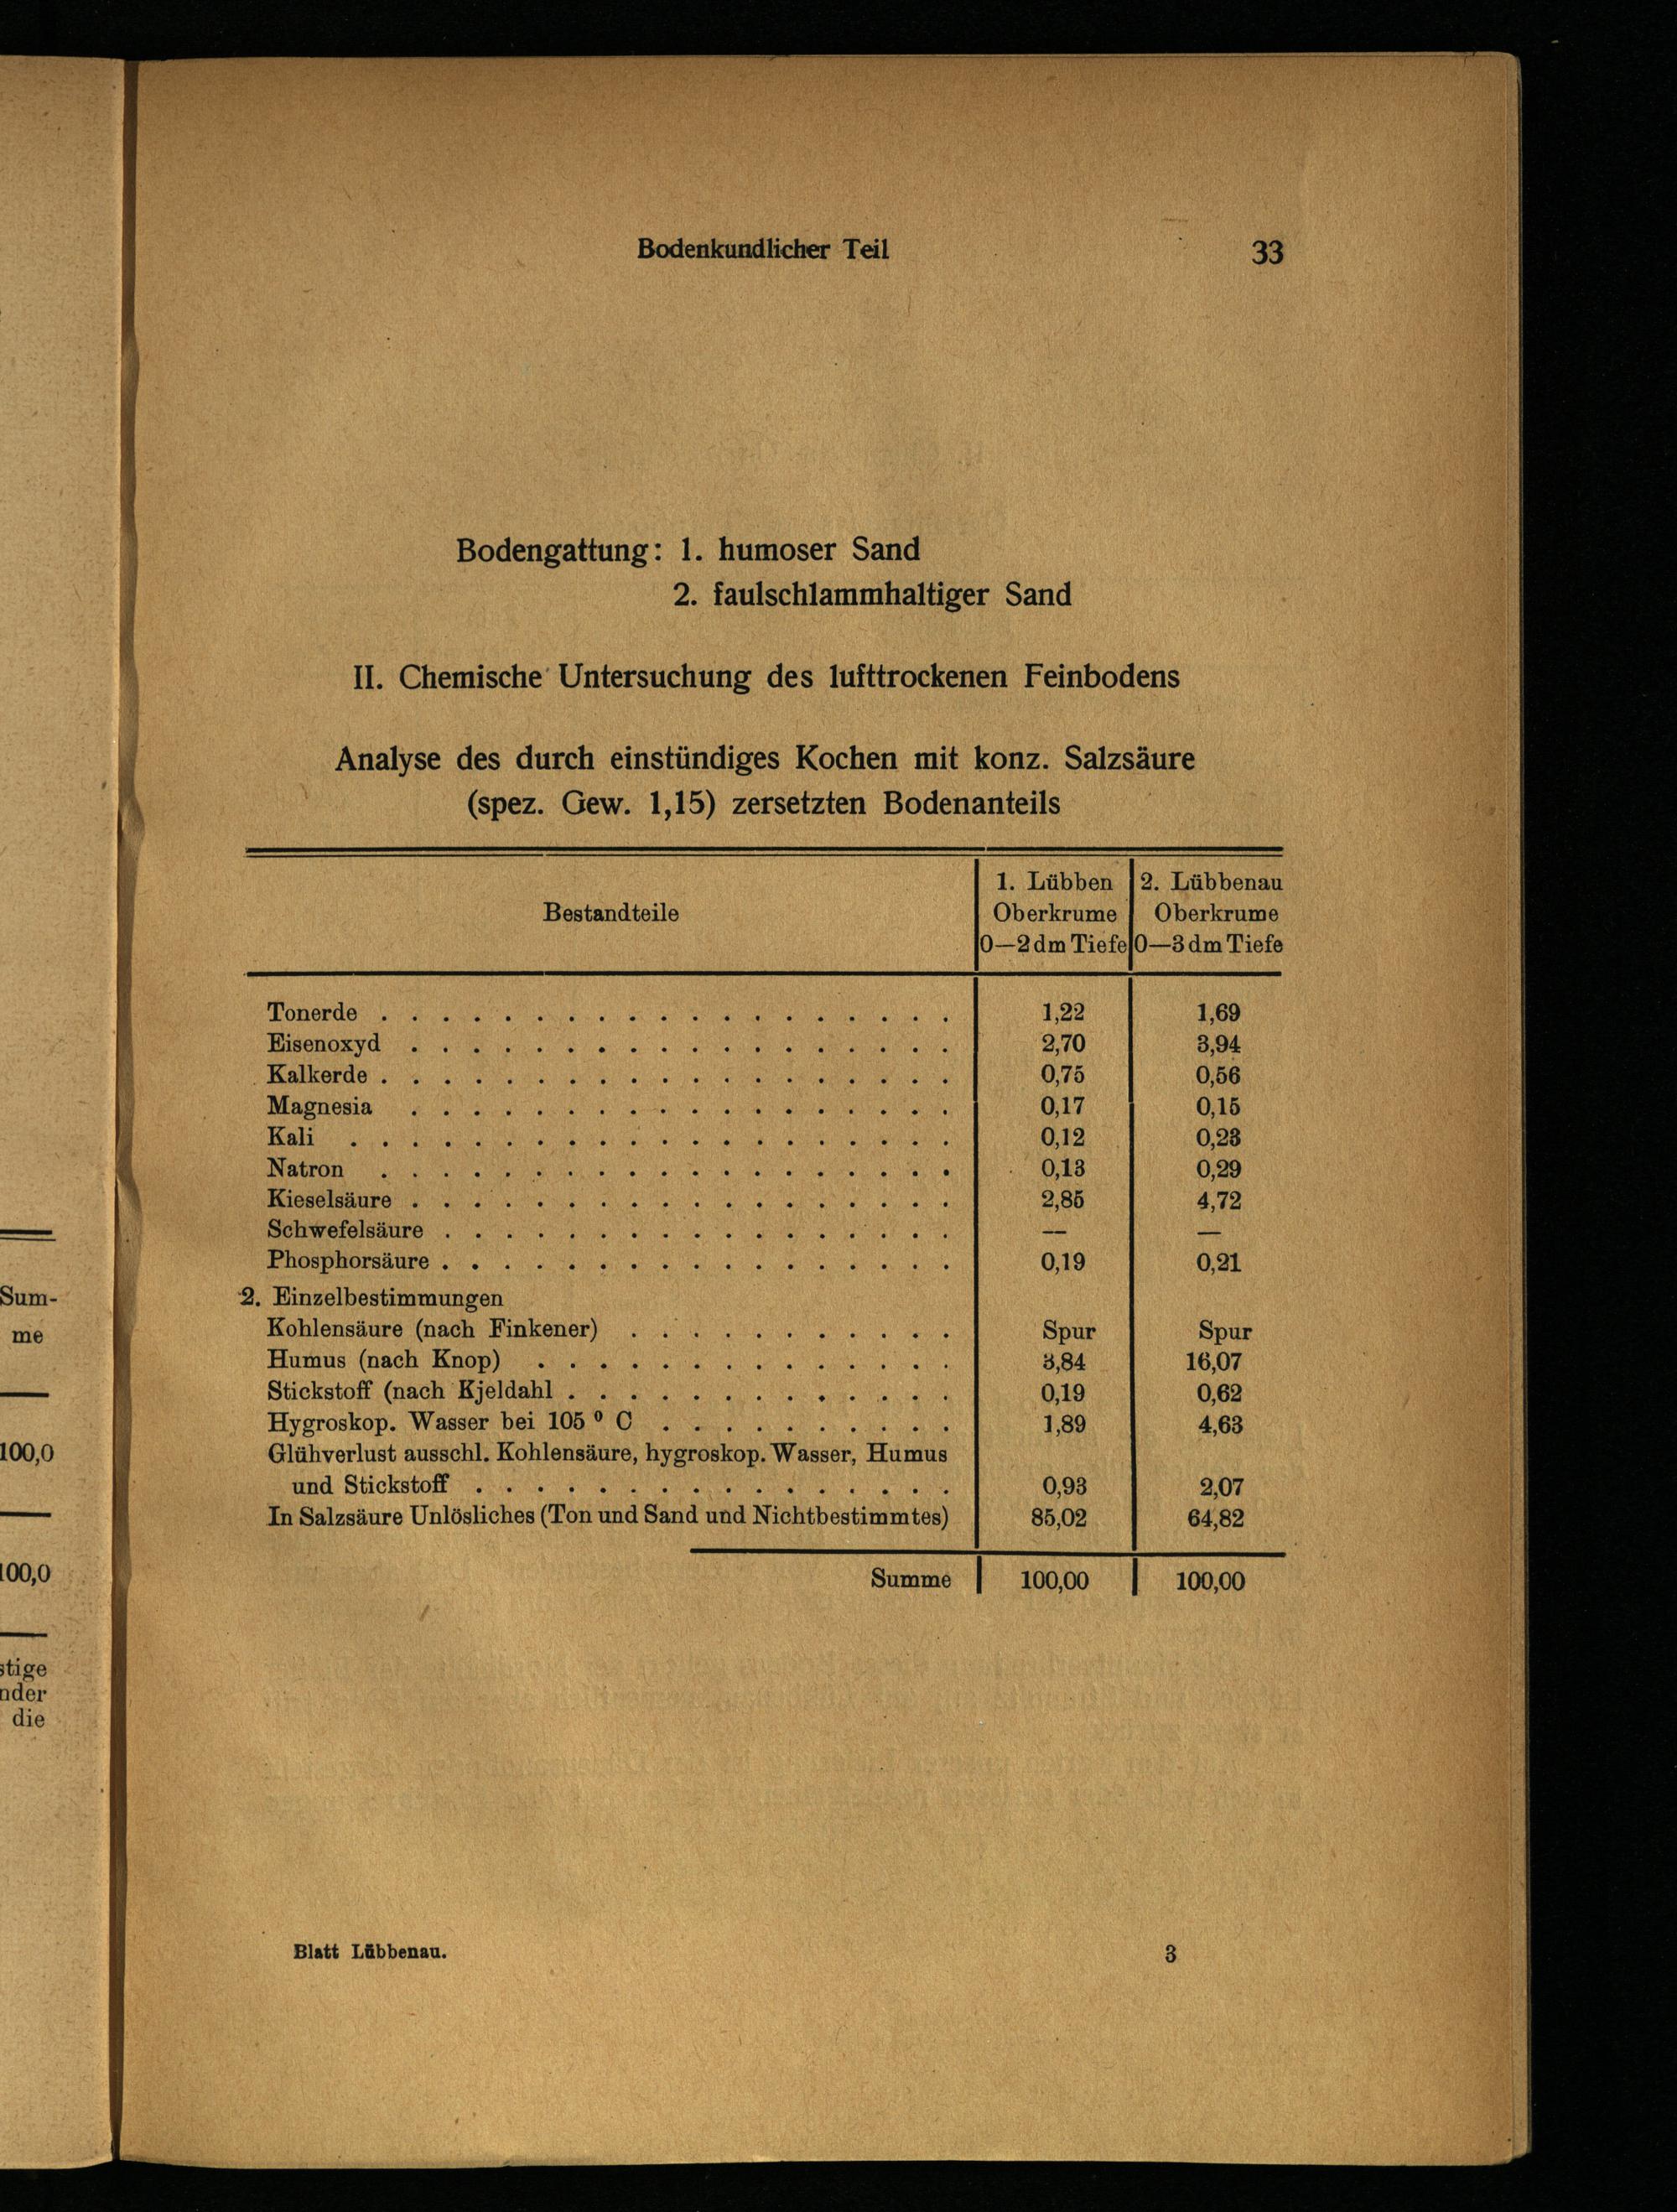 Bodenkundlicher Teil 33
Bodengattung: 1. humoser Sand
2. faulschlammhaltiger Sand
II. Chemische Untersuchung des lufttrockenen Feinbodens
Analyse des durch einstündiges Kochen mit konz. Salzsäure
(spez. Gew. 1,15) zersetzten Bodenanteils
Bestandteile
1. Lübben 2. Lübbenau
Oberkrume Oberkrume
0—2 dm Tiefe 0—3 dm Tiefe
Tonerde . . . . . . . . . . . . . . . . . . . 1,22 1,69
Eisenoxyd . . . . . . . . . . . . . . . . . . 2,70 3,94
Kalkerde . . . . . . . . . . . . . . . . . . . 0,75 0,56
Magnesia . . . . . . . . . . . . . . . . . . 0,17 0,15
Kali . . . . . . . . . . . . . . . . . . . . 0,12 0,23
Natron . . . . . . . . . . . . . . . . . . . 0,13 0,29
Kieselsäure . . . . . . . . . . . . . . . . . . 2,85 4,72
Schwefelsäure . . . . . . . . . . . . . . . . . — —
Phosphorsäure . . . . . . . . . . . . . . . . . 0,19 0,21
2. Einzelbestimmungen
Kohlensäure (nach Finkener) . . . . . . . . . . . Spur Spur
Humus (nach Knop) . . . . . . . . . . . . . . 3,84 16,07
Stickstoff (nach Kjeldahl . . . . . . . . . . . . . 0,19 0,62
Hygroskop. Wasser bei 105 ⁰ C . . . . . . . . . . 1,89 4,63
Glühverlust ausschl. Kohlensäure, hygroskop. Wasser, Humus
und Stickstoff . . . . . . . . . . . . . . . . 0,93 2,07
In Salzsäure Unlösliches (Ton und Sand und Nichtbestimmtes) 85,02 64,82
Summe 100,00 100,00
Blatt Lübbenau. 3
Sum-
me
100,0
100,0
stige
nder
die